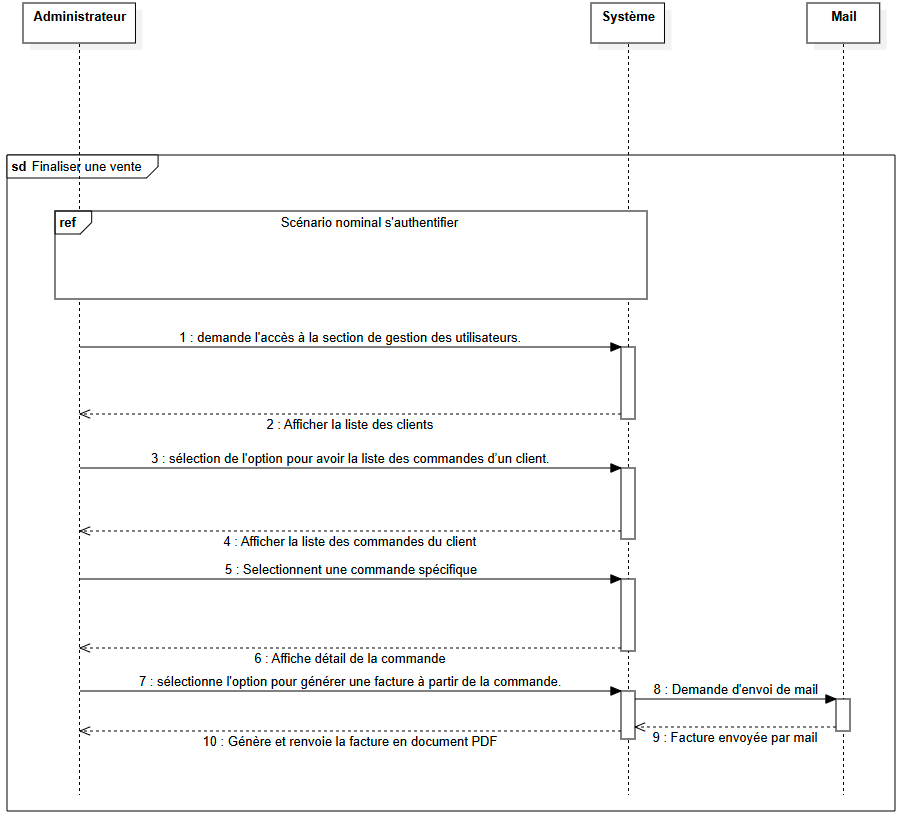 Administrateur
Système
Mail
sd Finaliser une vente
ref
Scénario nominal s'authentifier
1 : demande l'accès à la section de gestion des utilisateurs.
2 : Afficher la liste des clients
3 : sélection de l'option pour avoir la liste des commandes d'un client.
4 : Afficher la liste des commandes du client
5 : Selectionnent une commande spécifique
6 : Affiche détail de la commande
7 : sélectionne l'option pour générer une facture à partir de la commande.
8 : Demande d'envoi de mail
9 : Facture envoyée par mail
10 : Génère et renvoie la facture en document PDF